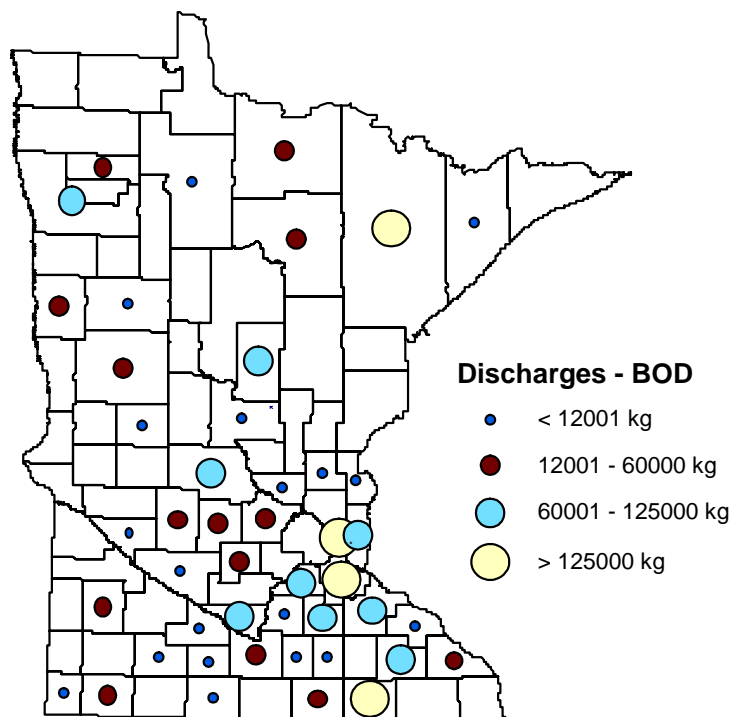 Discharges - BOD
< 12001 kg
12001 - 60000 kg
60001 - 125000 kg
> 125000 kg